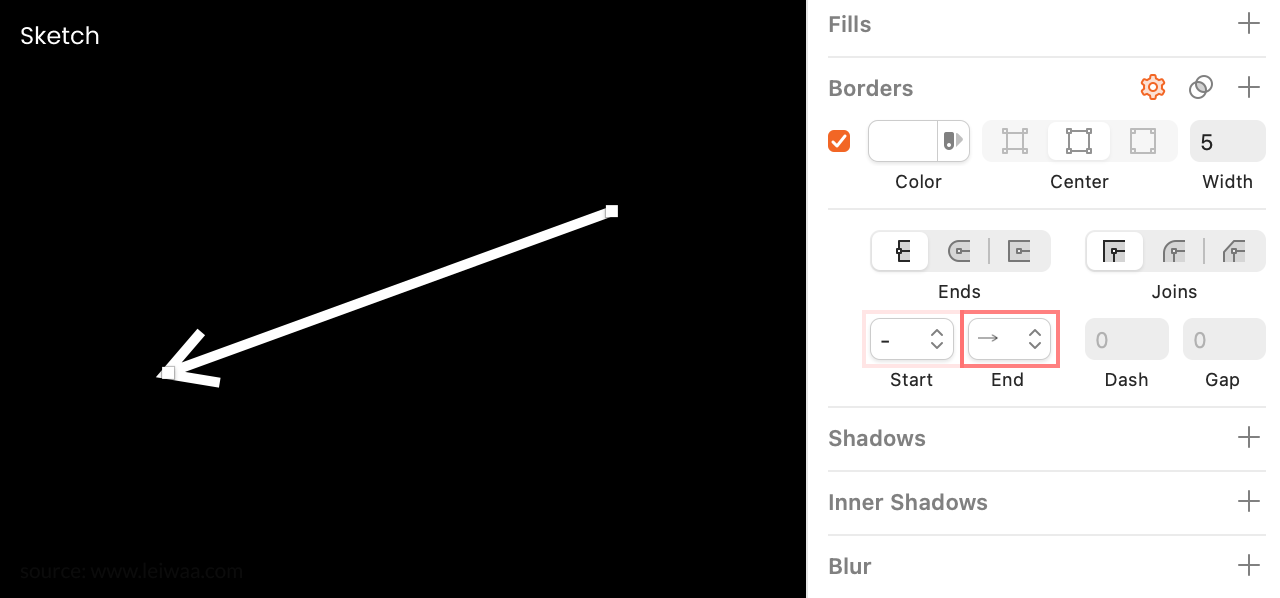 Sketch
Fills
Borders
5
Color
Center
Width
Ends
Joins
-
0
0
Start
End
Dash
Gap
Shadows
Inner Shadows
Blur
source: www.leiwaa.com